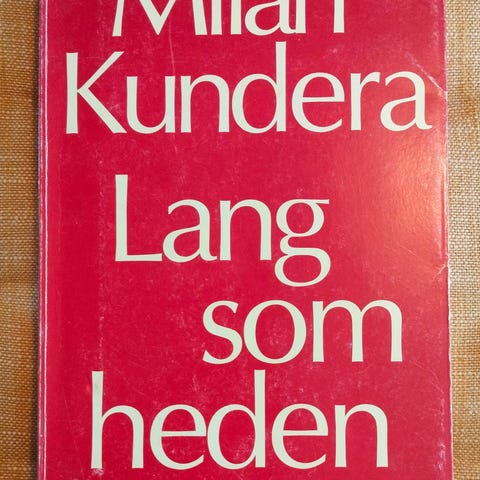 Milan
Kundera
Lang
som
heden